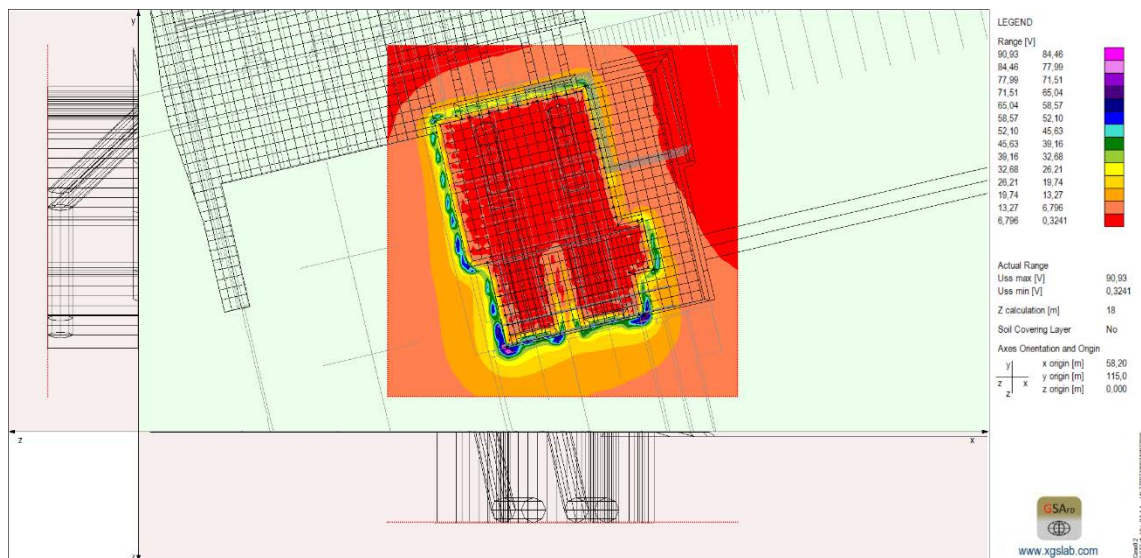 y
LEGEND
Range [V]
90,93 84,46
84,46 77,99
77,99 71,51
71,51 65,04
65,04 58,57
58,57 52,10
52,10 45,63
45,63 39,16
39,16 32,68
32,68 26,21
26,21 19,74
19,74 13,27
13,27 6,796
6,796 0,3241
Actual Range
Uss max [V] 90,93
Uss min [V] 0,3241
Z calculation [m] 18
Soil Covering Layer No
Axes Orientation and Origin
y x origin [m] 58,20
z x y origin [m] 115,0
z z origin [m] 0,000
z x
z
GSAFD
www.xgslab.com